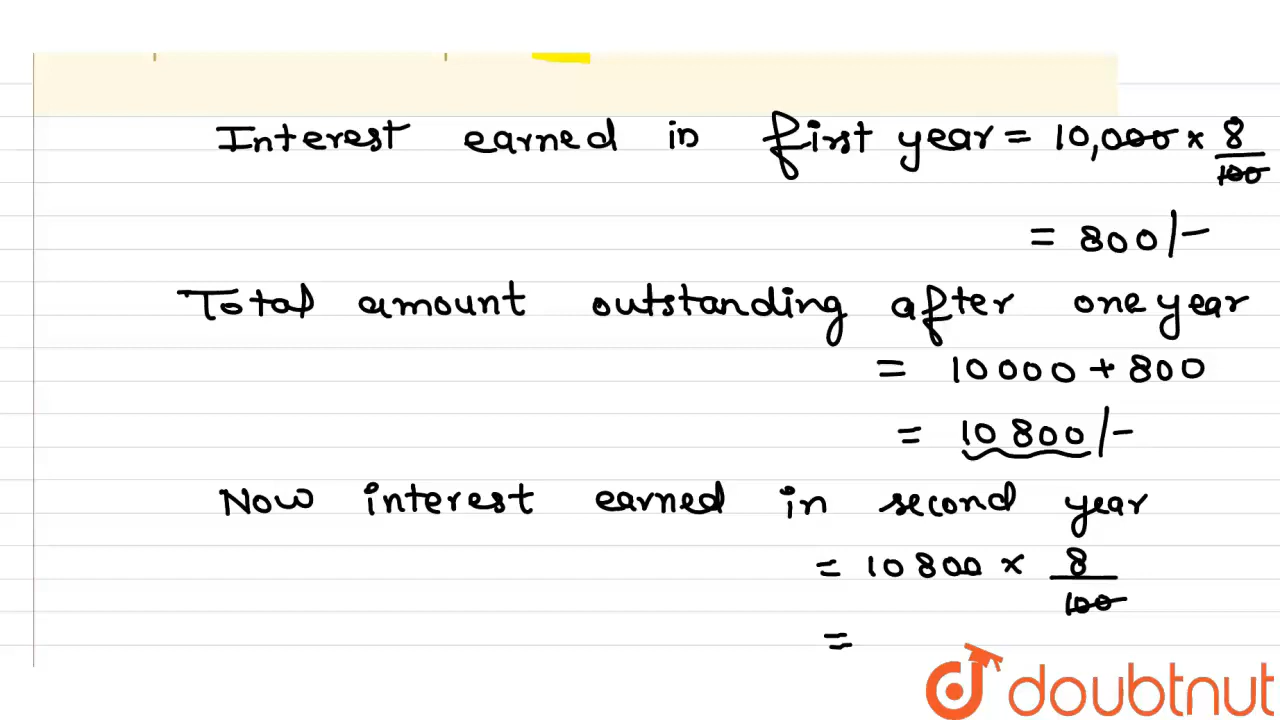 Interest earned in first year = 10,000 × 8/100
= 800/-
Total amount outstanding after one year
= 10000 + 800
= 10800/-
Now interest earned in second year
= 10800 × 8/100
=
doubtnut